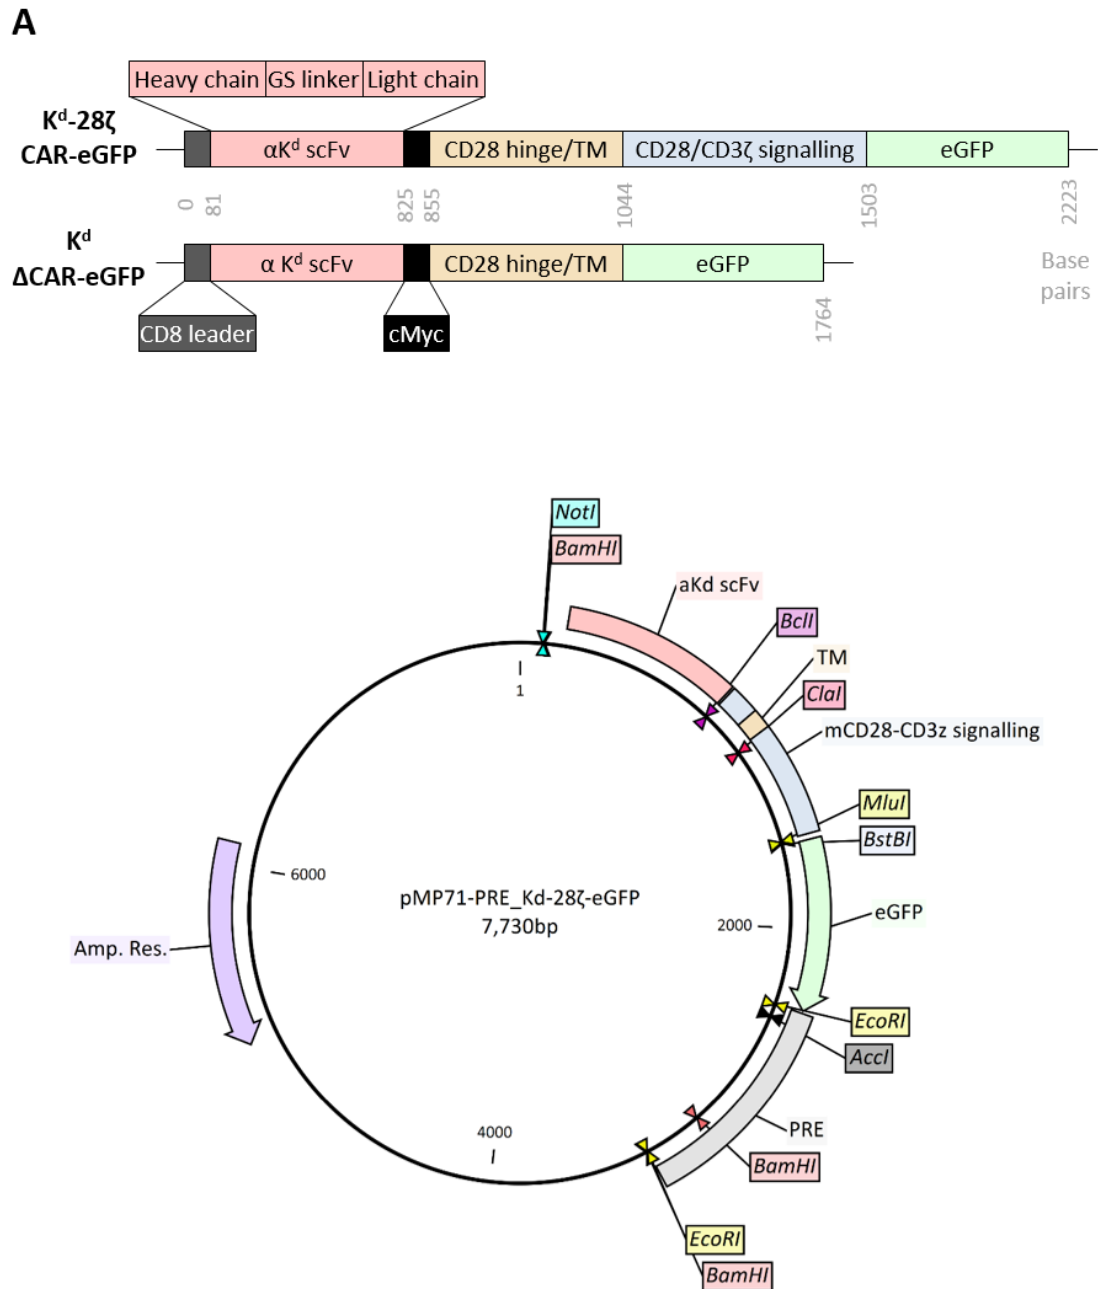 A
Heavy chain GS linker Light chain
Kᵈ-28ζ
CAR-eGFP
αKᵈ scFv CD28 hinge/TM CD28/CD3ζ signalling eGFP
0 81 825 855 1044 1503 2223
Kᵈ
ΔCAR-eGFP
α Kᵈ scFv CD28 hinge/TM eGFP
Base
pairs
1764
CD8 leader cMyc
NotI
BamHI
aKd scFv
BclI
TM
ClaI
mCD28-CD3z signalling
MluI
BstBI
eGFP
EcoRI
AccI
PRE
BamHI
EcoRI
BamHI
Amp. Res.
1
2000
4000
6000
pMP71-PRE_Kd-28ζ-eGFP
7,730bp